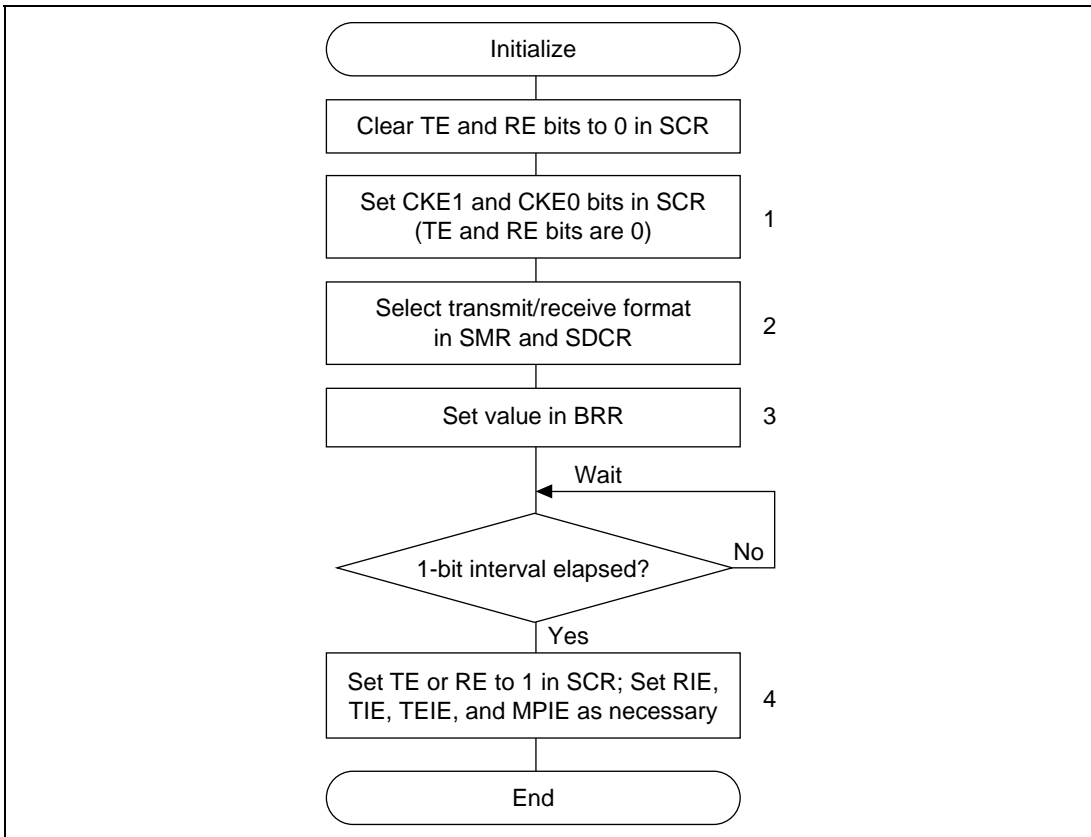 Initialize
Clear TE and RE bits to 0 in SCR
Set CKE1 and CKE0 bits in SCR
(TE and RE bits are 0)
1
Select transmit/receive format
in SMR and SDCR
2
Set value in BRR
3
Wait
1-bit interval elapsed?
No
Yes
Set TE or RE to 1 in SCR; Set RIE,
TIE, TEIE, and MPIE as necessary
4
End